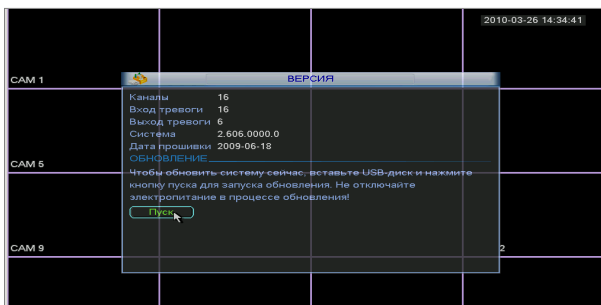 2010-03-26 14:34:41
CAM 1
ВЕРСИЯ
Каналы 16
Вход тревоги 16
Выход тревоги 6
Система 2.606.0000.0
Дата прошивки 2009-06-18
ОБНОВЛЕНИЕ
CAM 5
Чтобы обновить систему сейчас, вставьте USB-диск и нажмите
кнопку пуска для запуска обновления. Не отключайте
электропитание в процессе обновления!
Пуск
CAM 9
2